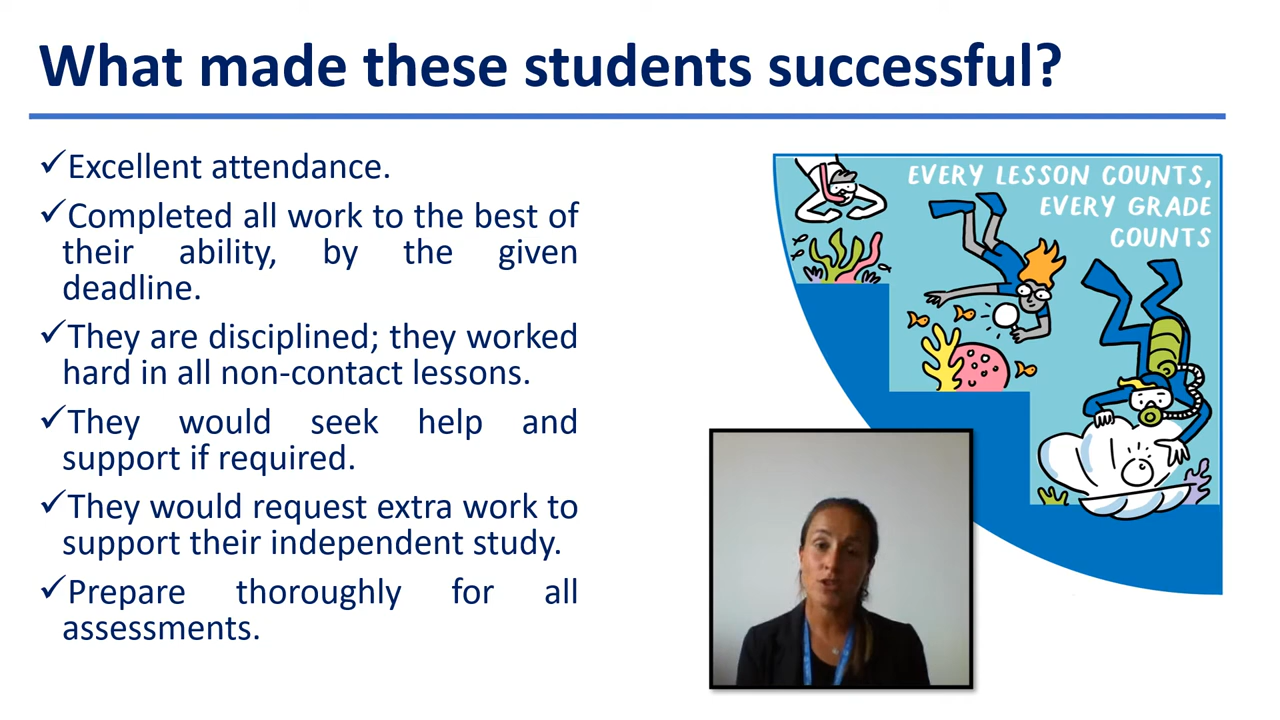 What made these students successful?
✓Excellent attendance.
✓Completed all work to the best of
their ability, by the given
deadline.
✓They are disciplined; they worked
hard in all non-contact lessons.
✓They would seek help and
support if required.
✓They would request extra work to
support their independent study.
✓Prepare thoroughly for all
assessments.
EVERY LESSON COUNTS,
EVERY GRADE
COUNTS